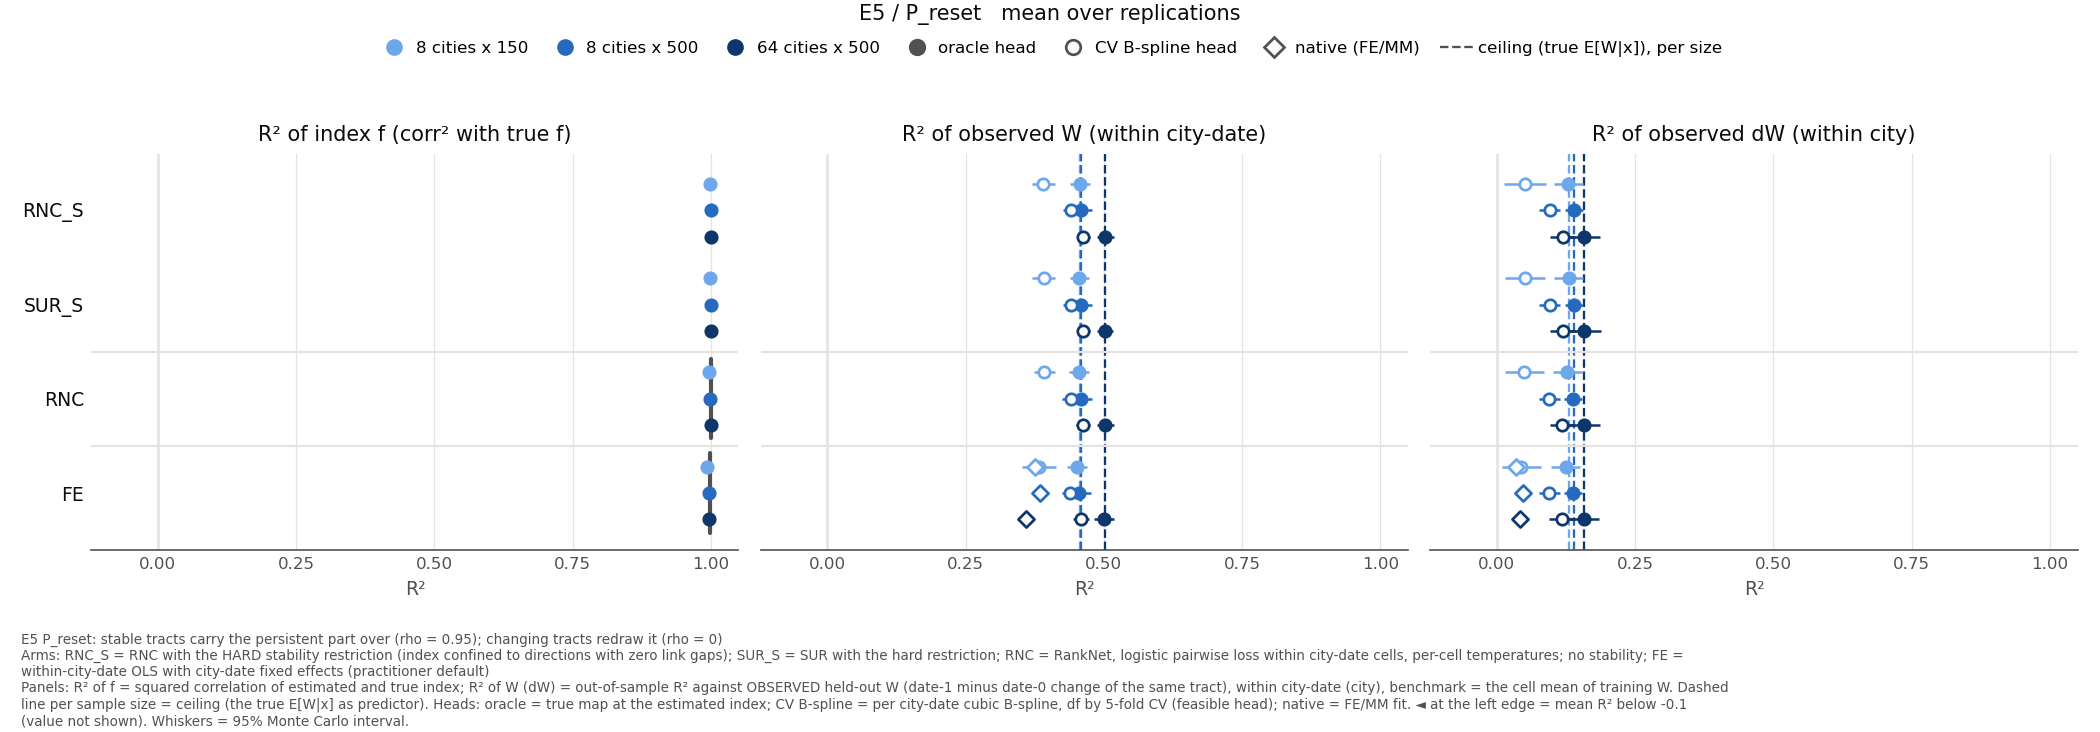 E5 / P_reset   mean over replications
8 cities x 150   8 cities x 500   64 cities x 500   oracle head   CV B-spline head   native (FE/MM)   ceiling (true E[W|x]), per size
R² of index f (corr² with true f)   R² of observed W (within city-date)   R² of observed dW (within city)
RNC_S
SUR_S
RNC
FE
0.00   0.25   0.50   0.75   1.00   0.00   0.25   0.50   0.75   1.00   0.00   0.25   0.50   0.75   1.00
R²   R²   R²
E5 P_reset: stable tracts carry the persistent part over (rho = 0.95); changing tracts redraw it (rho = 0)
Arms: RNC_S = RNC with the HARD stability restriction (index confined to directions with zero link gaps); SUR_S = SUR with the hard restriction; RNC = RankNet, logistic pairwise loss within city-date cells, per-cell temperatures; no stability; FE =
within-city-date OLS with city-date fixed effects (practitioner default)
Panels: R² of f = squared correlation of estimated and true index; R² of W (dW) = out-of-sample R² against OBSERVED held-out W (date-1 minus date-0 change of the same tract), within city-date (city), benchmark = the cell mean of training W. Dashed
line per sample size = ceiling (the true E[W|x] as predictor). Heads: oracle = true map at the estimated index; CV B-spline = per city-date cubic B-spline, df by 5-fold CV (feasible head); native = FE/MM fit. ◄ at the left edge = mean R² below -0.1
(value not shown). Whiskers = 95% Monte Carlo interval.